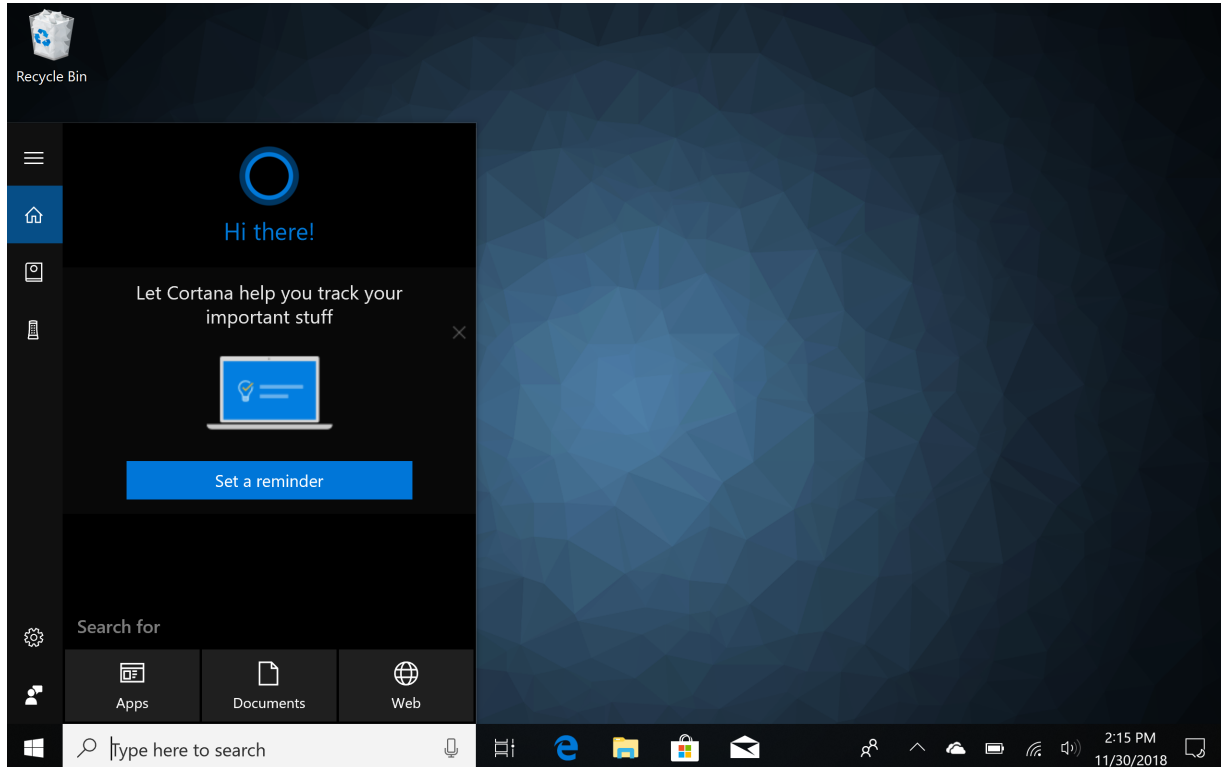 Recycle Bin
Hi there!
Let Cortana help you track your
important stuff
Set a reminder
Search for
Apps
Documents
Web
Type here to search
2:15 PM
11/30/2018